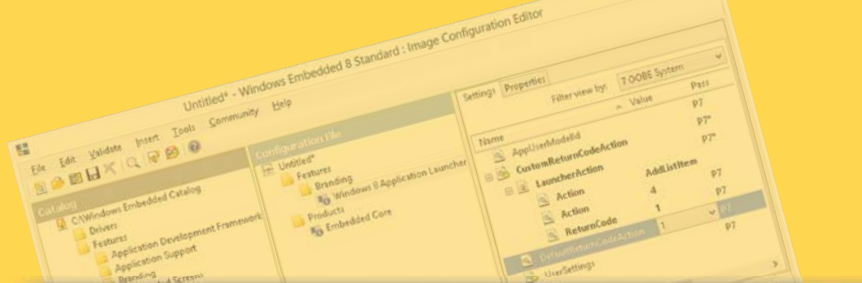 Untitled* - Windows Embedded 8 Standard : Image Configuration Editor
File Edit Validate Insert Tools Community Help
Catalog
C:\Windows Embedded Catalog
Drivers
Features
Application Development Framework
Application Support
Branding
Screens
Configuration File
Untitled*
Features
Branding
Windows 8 Application Launcher
Products
Embedded Core
Settings Properties
Filter view by: 7 OOBE System
Name Value Pass
AppUserModelId P7
CustomReturnCodeAction P7*
LauncherAction P7*
Action AddListItem
Action 4 P7
ReturnCode 1 P7
DefaultReturnCodeAction 1 P7
UserSettings P7